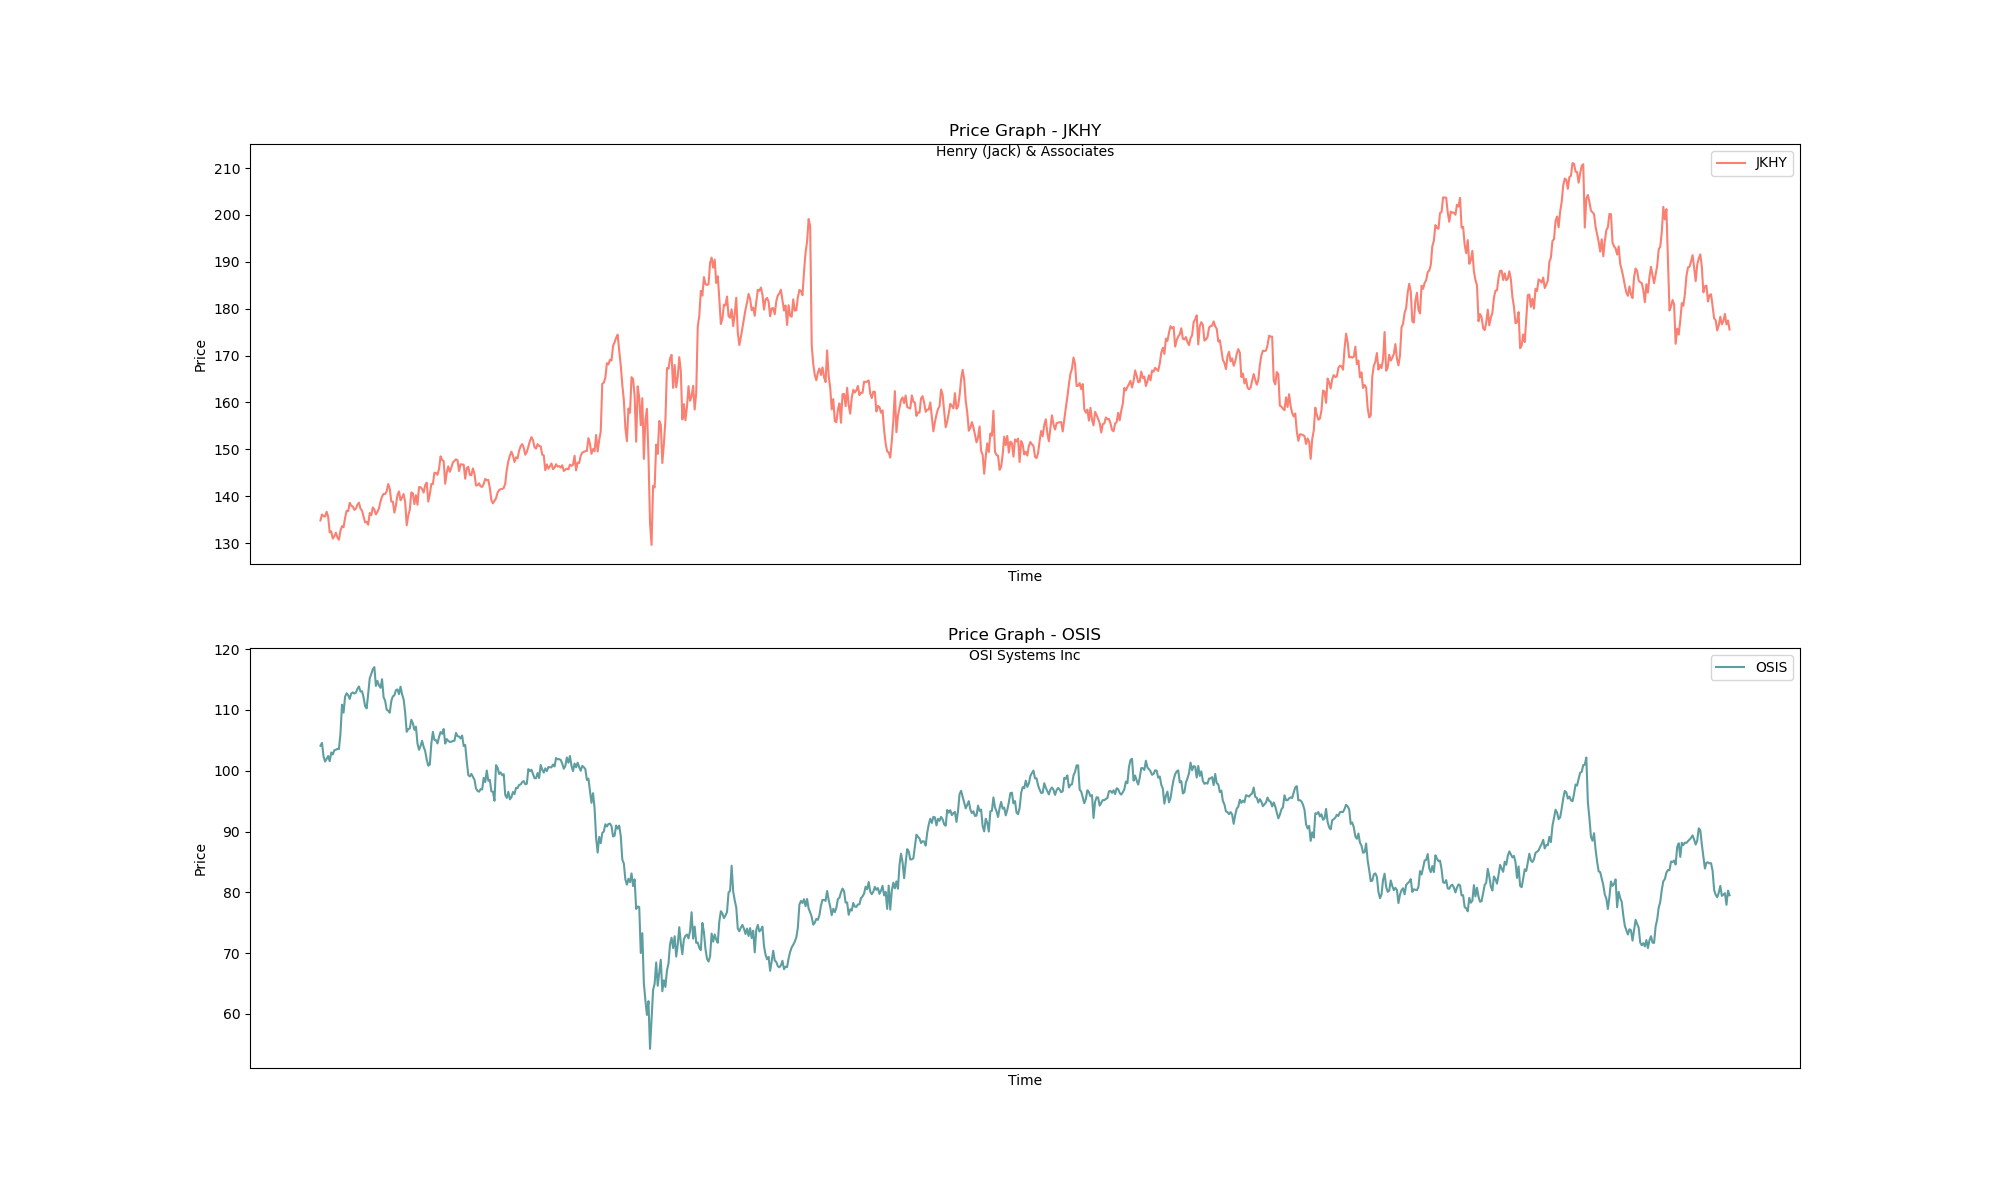 Price Graph - JKHY
Henry (Jack) & Associates
JKHY
210
200
190
180
170
160
150
140
130
Price
Time
Price Graph - OSIS
OSI Systems Inc
OSIS
120
110
100
90
80
70
60
Price
Time